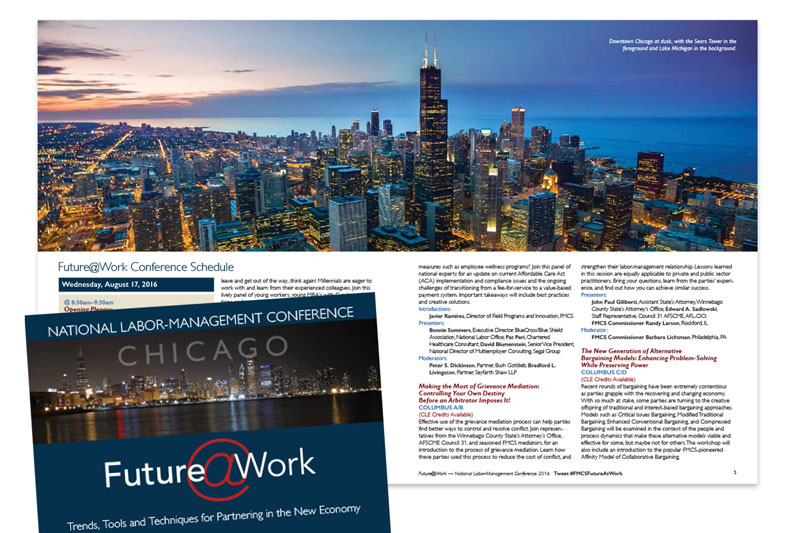 Downtown Chicago at dusk, with the Sears Tower in the
foreground and Lake Michigan in the background.
Future@Work Conference Schedule
Wednesday, August 17, 2016
@ 8:30am–9:30am
Opening Plenary
leave and get out of the way...think again! Millennials are eager to
work with and learn from their experienced colleagues. Join this
lively panel of young workers, young MBA's with
measures such as employee wellness programs? Join this panel of
national experts for an update on current Affordable Care Act
(ACA) implementation and compliance issues and the ongoing
challenges of transitioning from a fee-for-service to a value-based
payment system. Important takeaways will include best practices
and creative solutions.
Introductions:
Javier Ramirez, Director of Field Programs and Innovation, FMCS
Presenters:
Bonnie Summers, Executive Director, BlueCross/Blue Shield
Association, National Labor Office; Pat Peri, Chartered
Healthcare Consultant; David Blumenstein, Senior Vice President,
National Director of Multiemployer Consulting, Segal Group
Moderators:
Peter S. Dickinson, Partner, Bush Gottlieb; Bradford L.
Livingston, Partner, Seyfarth Shaw LLP
Making the Most of Grievance Mediation:
Controlling Your Own Destiny
Before an Arbitrator Imposes It!
COLUMBUS A/B
(CLE Credits Available)
Effective use of the grievance mediation process can help parties
find better ways to control and resolve conflict. Join represen-
tatives from the Winnebago County State's Attorney's Office,
AFSCME Council 31, and seasoned FMCS mediators, for an
introduction to the process of grievance mediation. Learn how
these parties used this process to reduce the cost of conflict, and
strengthen their labor-management relationship. Lessons learned
in this session are equally applicable to private and public sector
practitioners. Bring your questions, learn from the parties' experi-
ence, and find out how you can achieve similar success.
Presenters:
John Paul Giliberti, Assistant State's Attorney, Winnebago
County State's Attorney's Office; Edward A. Sadlowski,
Staff Representative, Council 31 AFSCME, AFL-CIO;
FMCS Commissioner Randy Larson, Rockford, IL
Moderator:
FMCS Commissioner Barbara Lichtman, Philadelphia, PA
The New Generation of Alternative
Bargaining Models: Enhancing Problem-Solving
While Preserving Power
COLUMBUS C/D
(CLE Credits Available)
Recent rounds of bargaining have been extremely contentious
as parties grapple with the recovering and changing economy.
With so much at stake, some parties are turning to the creative
offspring of traditional and interest-based bargaining approaches.
Models such as Critical Issues Bargaining, Modified Traditional
Bargaining, Enhanced Conventional Bargaining, and Compressed
Bargaining will be examined in the context of the people and
process dynamics that make these alternative models viable and
effective for some, but maybe not for others. The workshop will
also include an introduction to the popular FMCS-pioneered
Affinity Model of Collaborative Bargaining.
Future@Work — National Labor-Management Conference 2016 Tweet #FMCSFutureAtWork
5
NATIONAL LABOR-MANAGEMENT CONFERENCE
CHICAGO
Future@Work
Trends, Tools and Techniques for Partnering in the New Economy